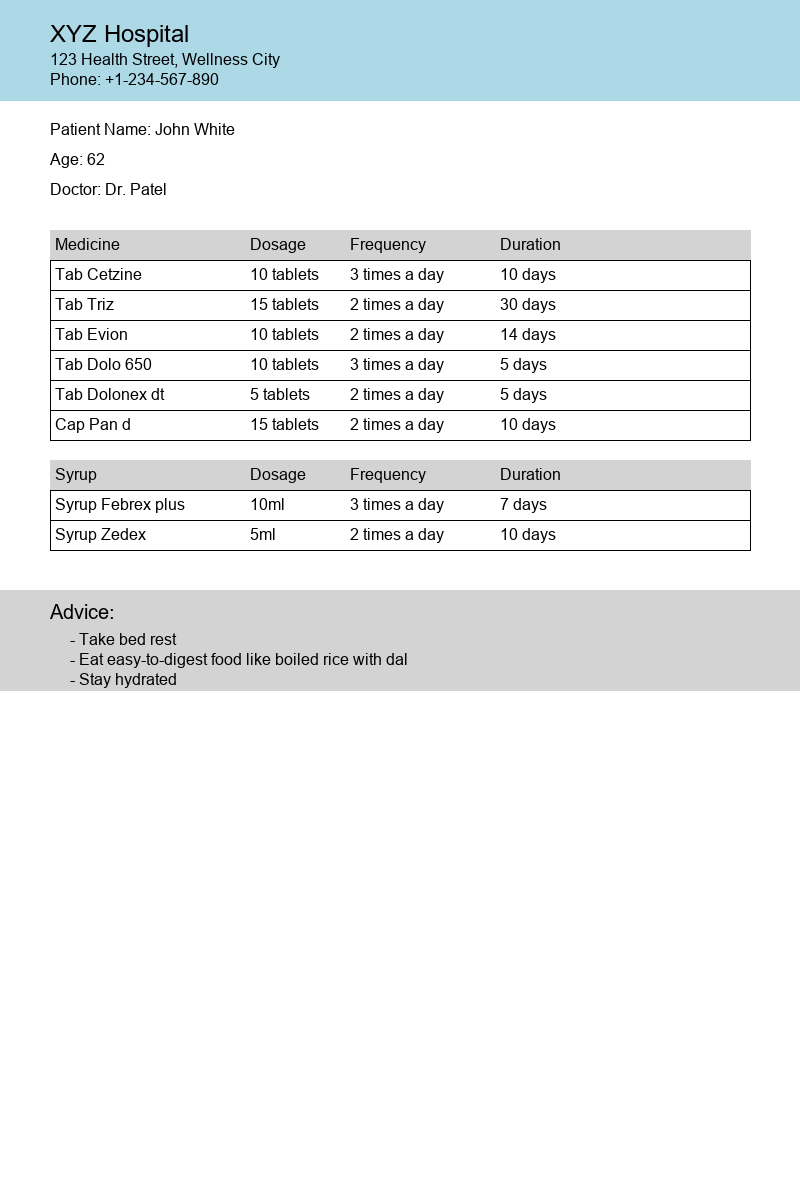 XYZ Hospital
123 Health Street, Wellness City
Phone: +1-234-567-890
Patient Name: John White
Age: 62
Doctor: Dr. Patel
Medicine Dosage Frequency Duration
Tab Cetzine 10 tablets 3 times a day 10 days
Tab Triz 15 tablets 2 times a day 30 days
Tab Evion 10 tablets 2 times a day 14 days
Tab Dolo 650 10 tablets 3 times a day 5 days
Tab Dolonex dt 5 tablets 2 times a day 5 days
Cap Pan d 15 tablets 2 times a day 10 days
Syrup Dosage Frequency Duration
Syrup Febrex plus 10ml 3 times a day 7 days
Syrup Zedex 5ml 2 times a day 10 days
Advice:
- Take bed rest
- Eat easy-to-digest food like boiled rice with dal
- Stay hydrated